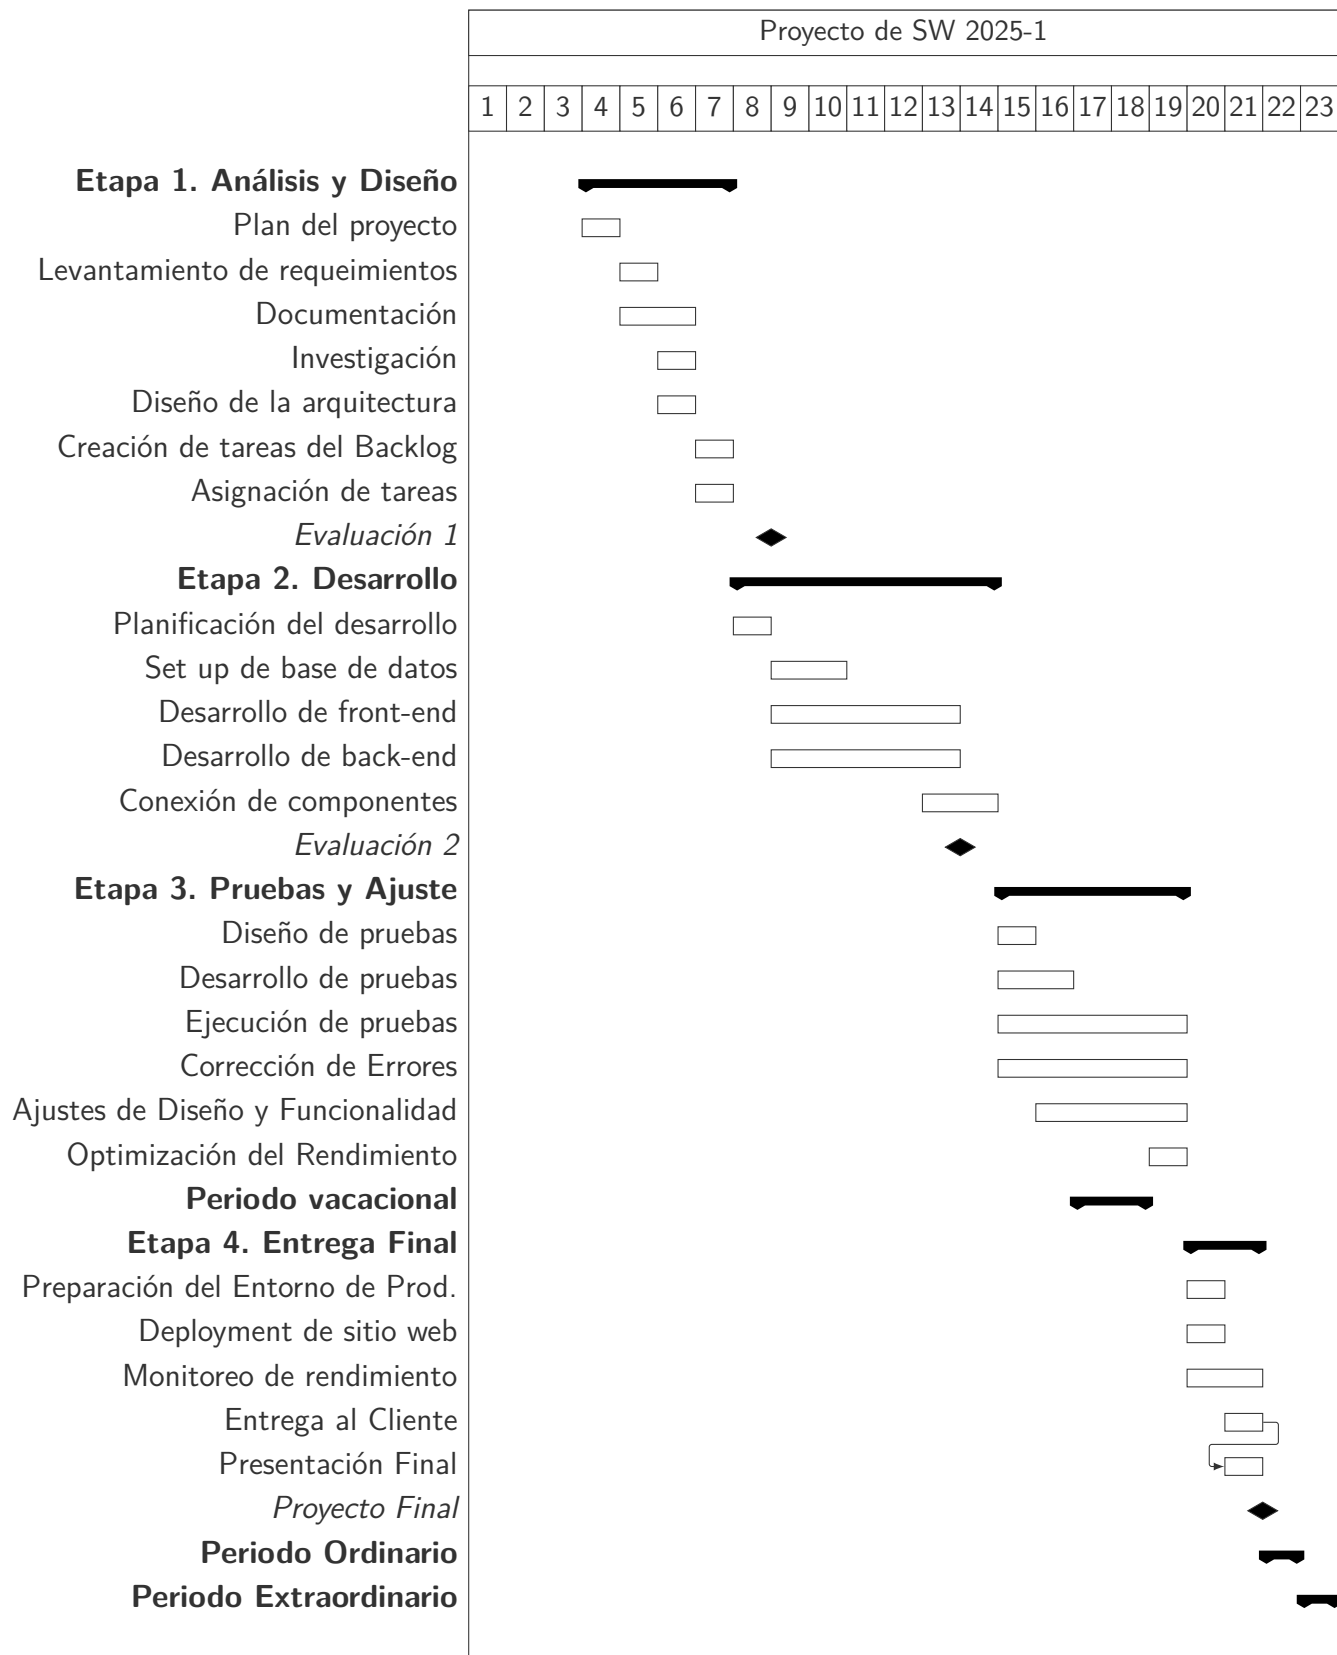 Proyecto de SW 2025-1
1 2 3 4 5 6 7 8 9 10 11 12 13 14 15 16 17 18 19 20 21 22 23
Etapa 1. Análisis y Diseño
Plan del proyecto
Levantamiento de requeimientos
Documentación
Investigación
Diseño de la arquitectura
Creación de tareas del Backlog
Asignación de tareas
Evaluación 1
Etapa 2. Desarrollo
Planificación del desarrollo
Set up de base de datos
Desarrollo de front-end
Desarrollo de back-end
Conexión de componentes
Evaluación 2
Etapa 3. Pruebas y Ajuste
Diseño de pruebas
Desarrollo de pruebas
Ejecución de pruebas
Corrección de Errores
Ajustes de Diseño y Funcionalidad
Optimización del Rendimiento
Periodo vacacional
Etapa 4. Entrega Final
Preparación del Entorno de Prod.
Deployment de sitio web
Monitoreo de rendimiento
Entrega al Cliente
Presentación Final
Proyecto Final
Periodo Ordinario
Periodo Extraordinario